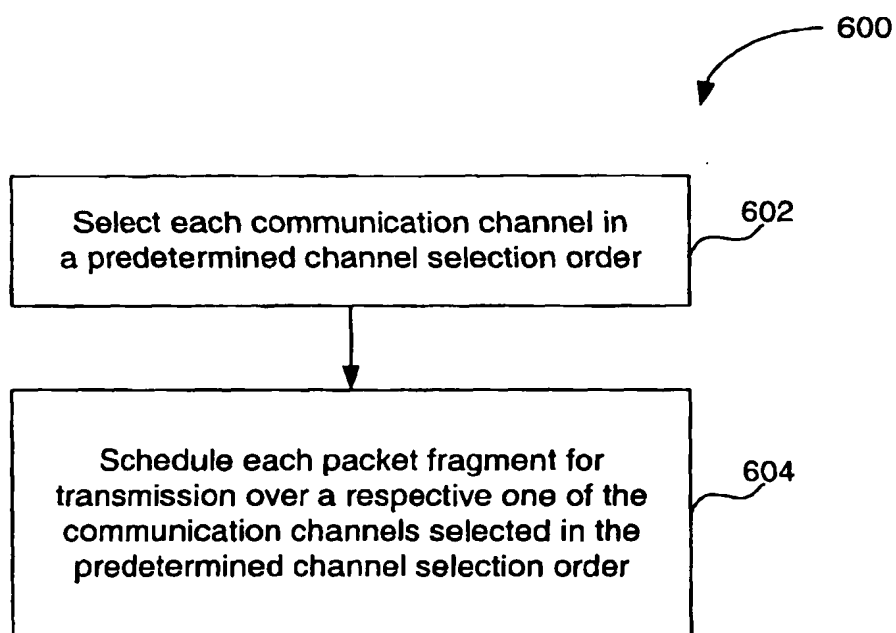 600
Select each communication channel in
a predetermined channel selection order
602
Schedule each packet fragment for
transmission over a respective one of the
communication channels selected in the
predetermined channel selection order
604